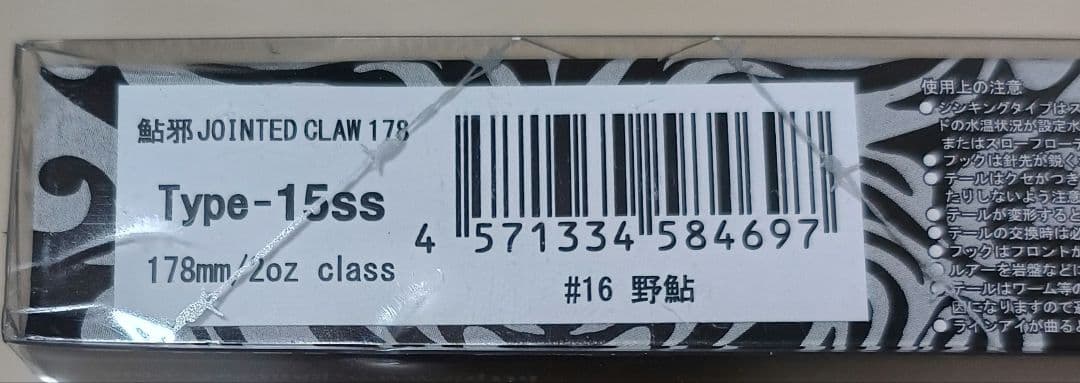 鮎邪 JOINTED CLAW 178
Type-15ss
178mm/2oz class
4 571334 584697
#16 野鮎
使用上の注意
●シンキングタイプはス
ドの水温状況が設定水
またはスローフローテ
●フックは針先が鋭く
●テールはクセがつき
たりしないよう注意
●テールが変形すると
●テールの交換時は必
●フックはフロントが
ルアーを岩盤などに
●テールはワーム等の
因になりますので
●ラインアイが曲る